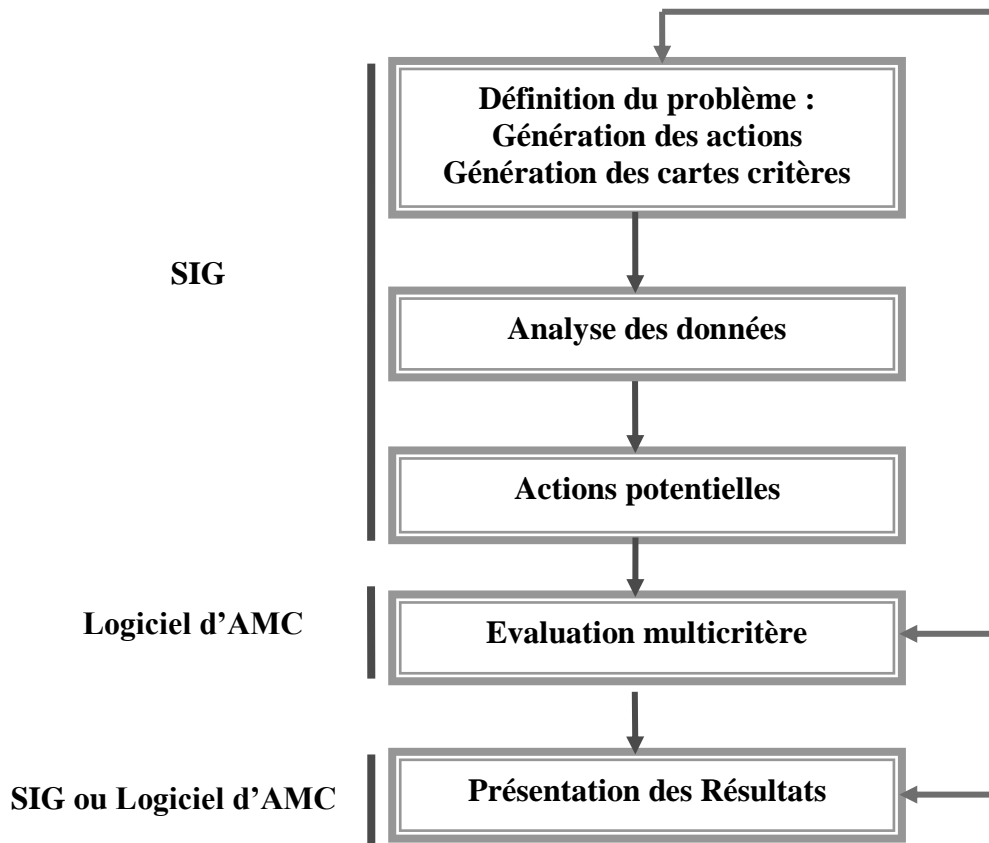 Définition du problème :
Génération des actions
Génération des cartes critères
SIG
Analyse des données
Actions potentielles
Logiciel d’AMC
Evaluation multicritère
SIG ou Logiciel d’AMC
Présentation des Résultats